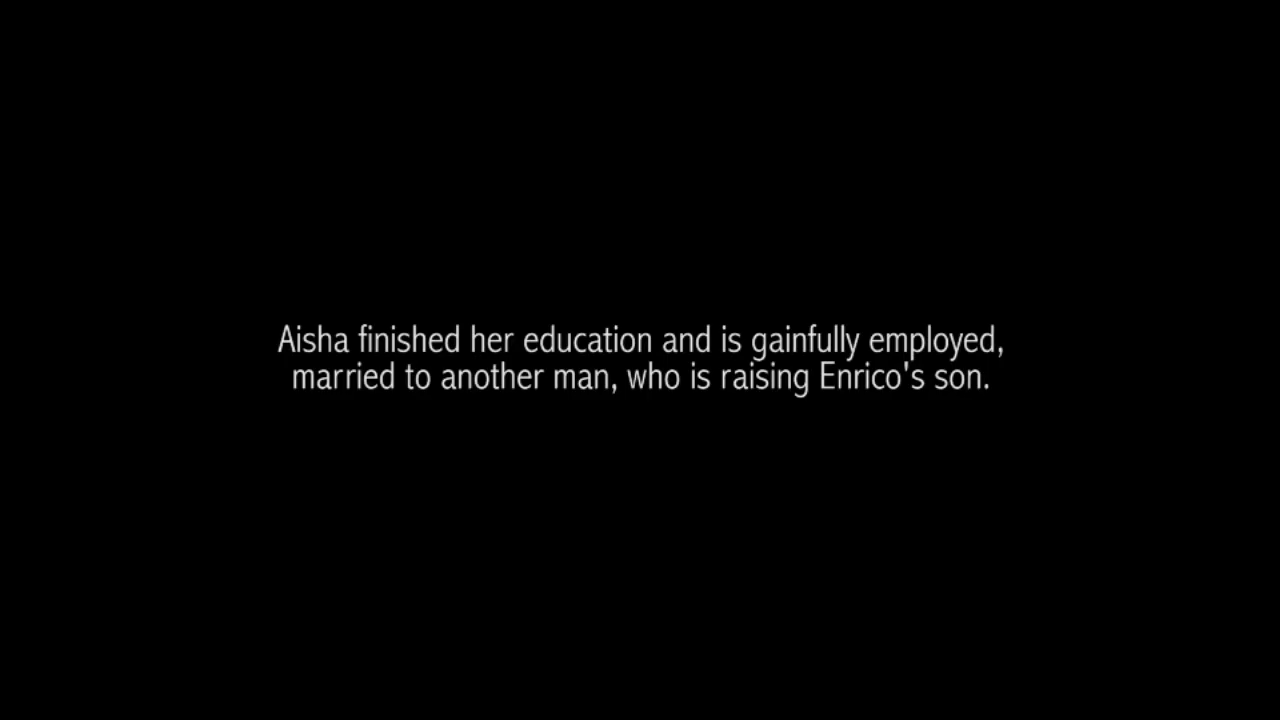 Aisha finished her education and is gainfully employed,
married to another man, who is raising Enrico's son.